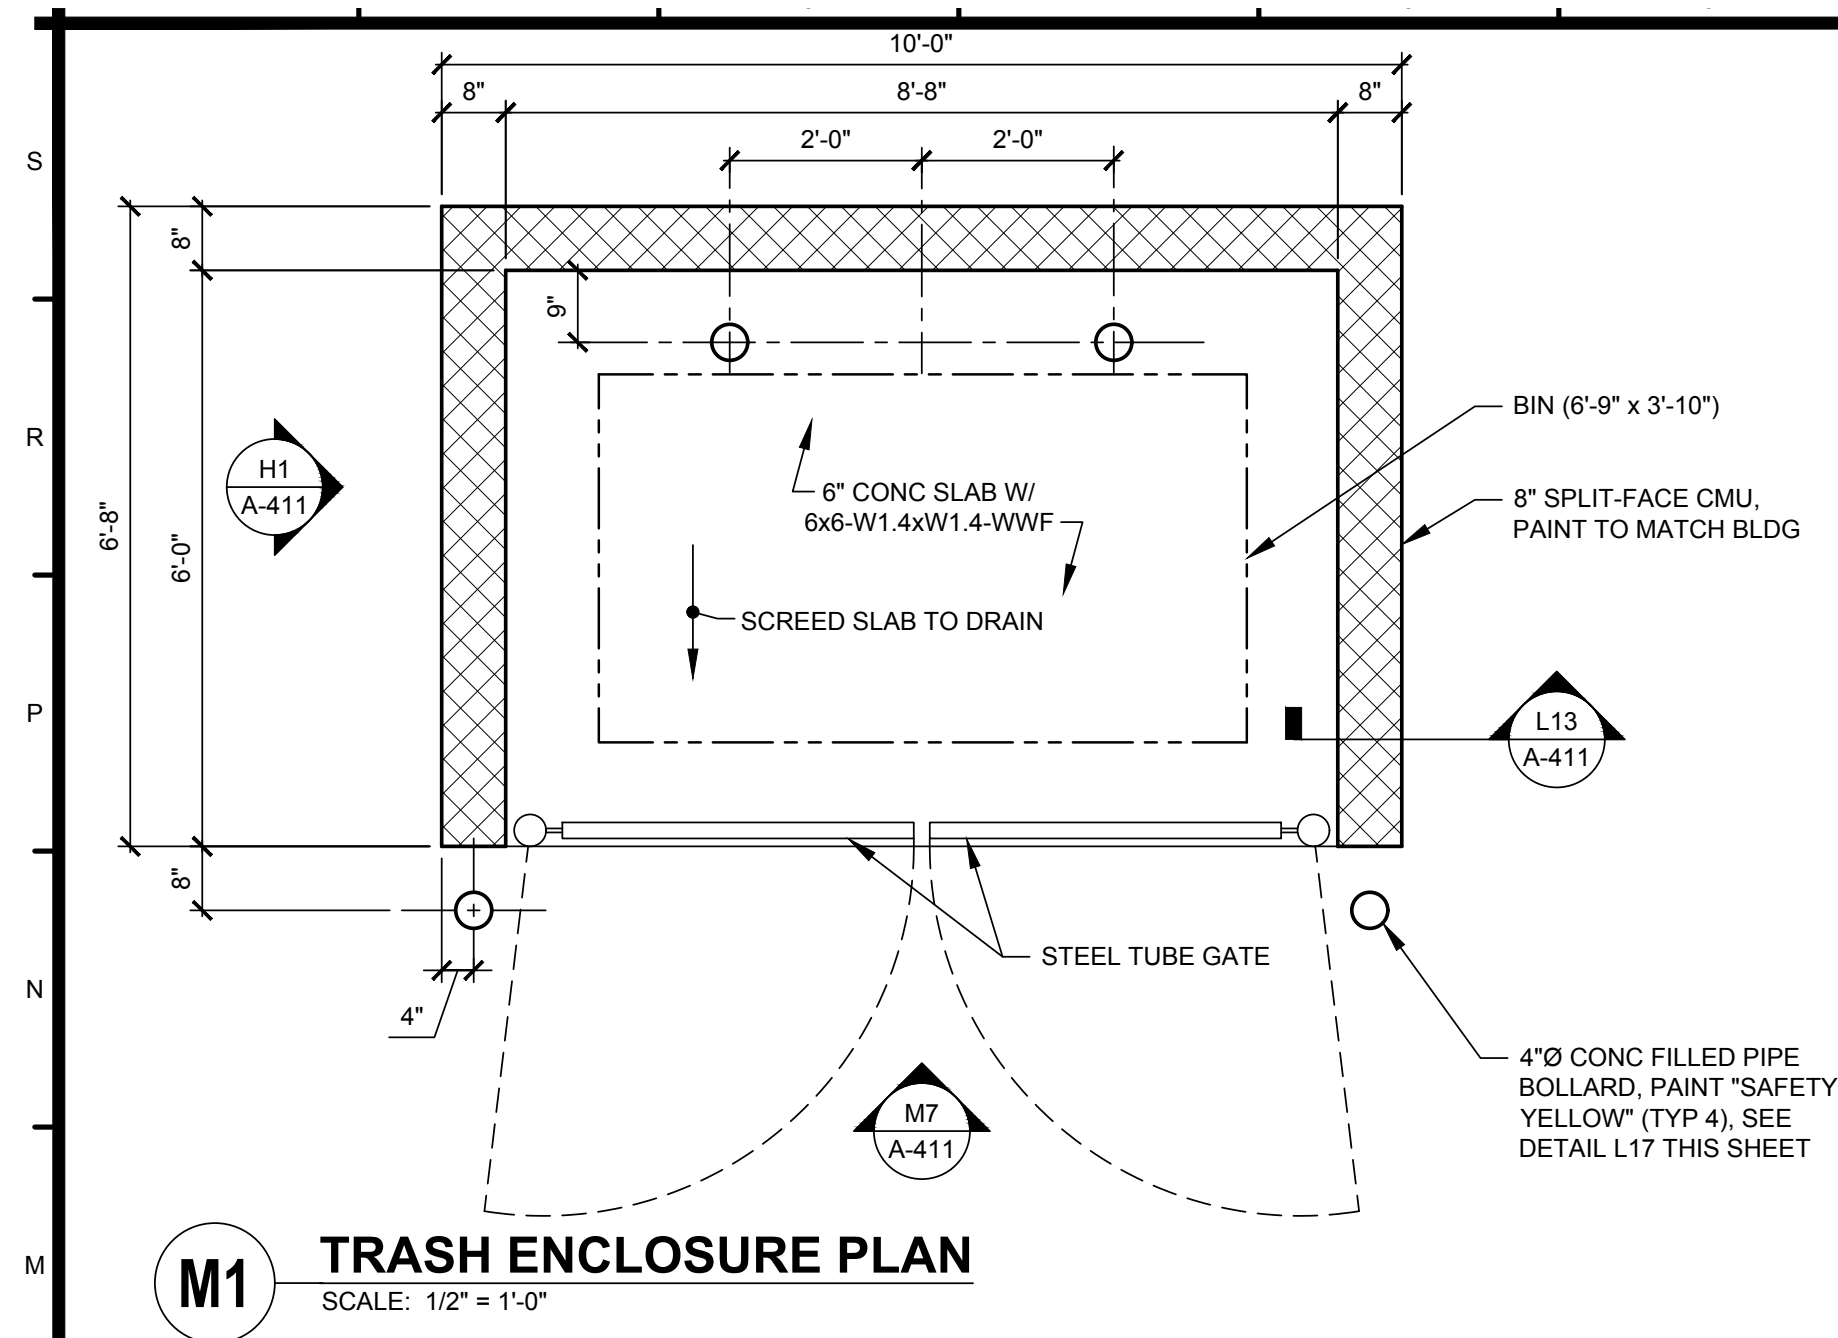 10'-0"
8"
8'-8"
8"
2'-0"
2'-0"
S
8"
9"
R
H1
A-411
BIN (6'-9" x 3'-10")
6" CONC SLAB W/
6x6-W1.4xW1.4-WWF
8" SPLIT-FACE CMU,
PAINT TO MATCH BLDG
6'-8"
6'-0"
SCREED SLAB TO DRAIN
P
L13
A-411
8"
STEEL TUBE GATE
N
4"
4"Ø CONC FILLED PIPE
BOLLARD, PAINT "SAFETY
YELLOW" (TYP 4), SEE
DETAIL L17 THIS SHEET
M7
A-411
M
M1
TRASH ENCLOSURE PLAN
SCALE: 1/2" = 1'-0"